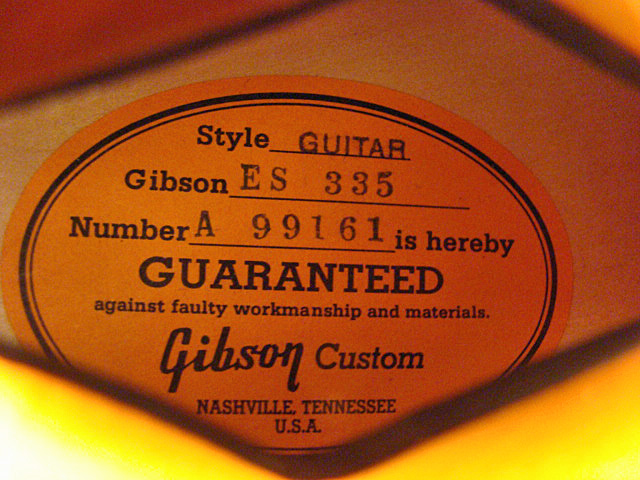 Style GUITAR
Gibson ES 335
Number A 99161 is hereby
GUARANTEED
against faulty workmanship and materials.
Gibson Custom
NASHVILLE, TENNESSEE
U.S.A.